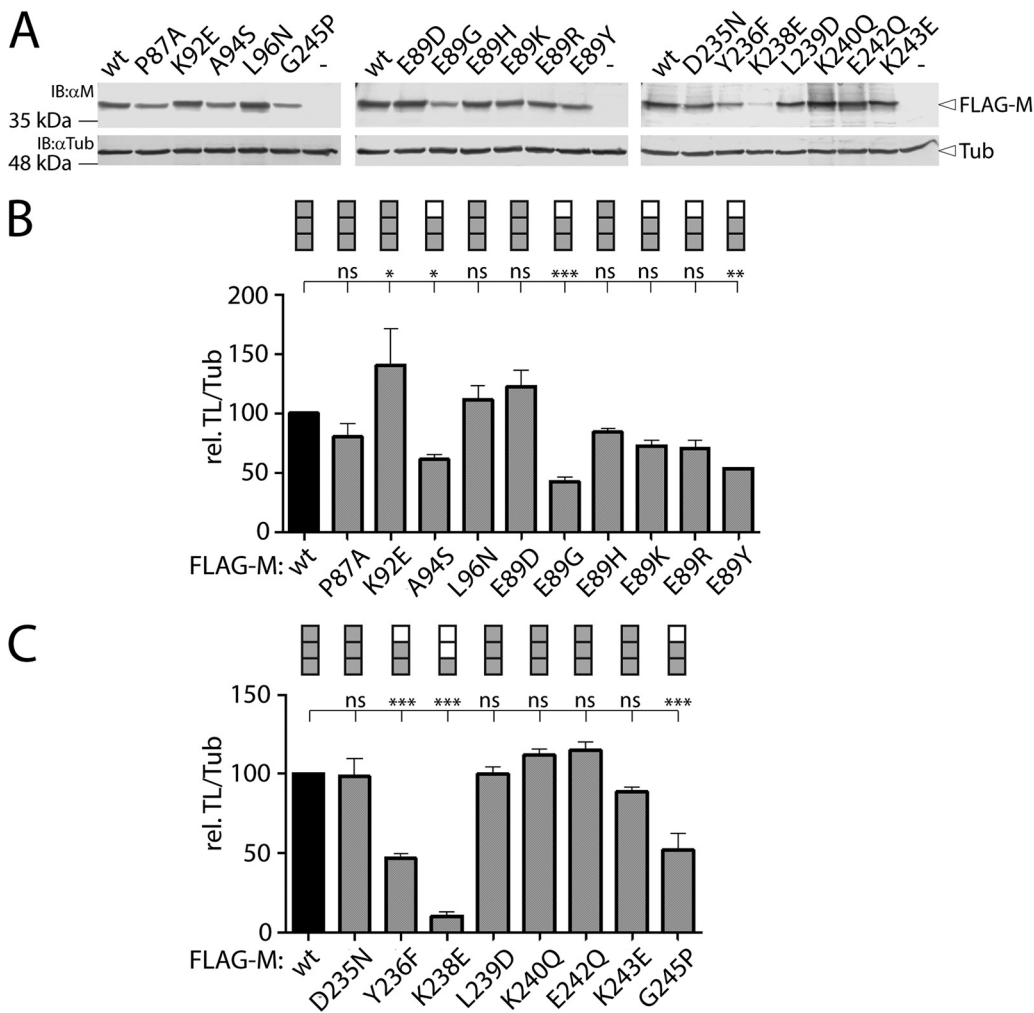 A
wt P87A K92E A94S L96N G245P - wt E89D E89G E89H E89K E89R E89Y - wt D235N Y236F K238E L239D K240Q E242Q K243E -
IB:αM
FLAG-M
35 kDa
IB:αTub
Tub
48 kDa
B
ns * * ns ns *** ns ns ns **
200
150
100
50
0
rel. TL/Tub
FLAG-M: wt P87A K92E A94S L96N E89D E89G E89H E89K E89R E89Y
C
ns *** *** ns ns ns ns ***
150
100
50
0
rel. TL/Tub
FLAG-M: wt D235N Y236F K238E L239D K240Q E242Q K243E G245P